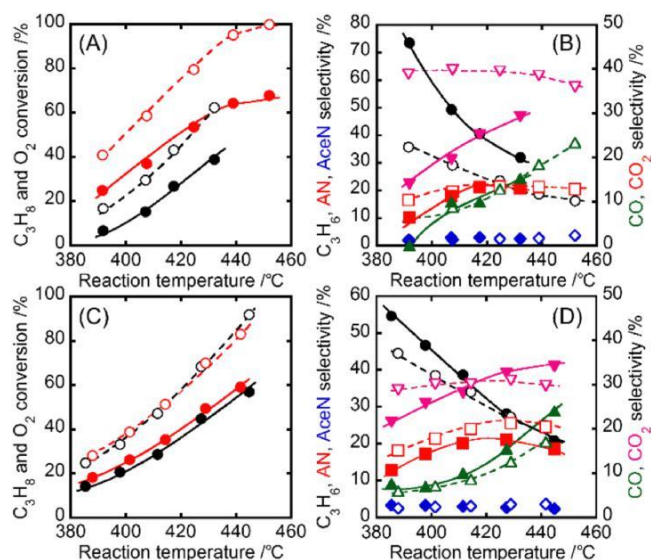 (A)
C₃H₈ and O₂ conversion /%
100
80
60
40
20
0
380 400 420 440 460
Reaction temperature /°C
(B)
C₃H₆, AN, AceN selectivity /%
80
70
60
50
40
30
20
10
0
CO, CO₂ selectivity /%
50
40
30
20
10
0
400 420 440 460
Reaction temperature /°C
(C)
C₃H₈ and O₂ conversion /%
100
80
60
40
20
0
380 400 420 440 460
Reaction temperature /°C
(D)
C₃H₆, AN, AceN selectivity /%
60
50
40
30
20
10
0
CO, CO₂ selectivity /%
50
40
30
20
10
0
380 400 420 440 460
Reaction temperature /°C